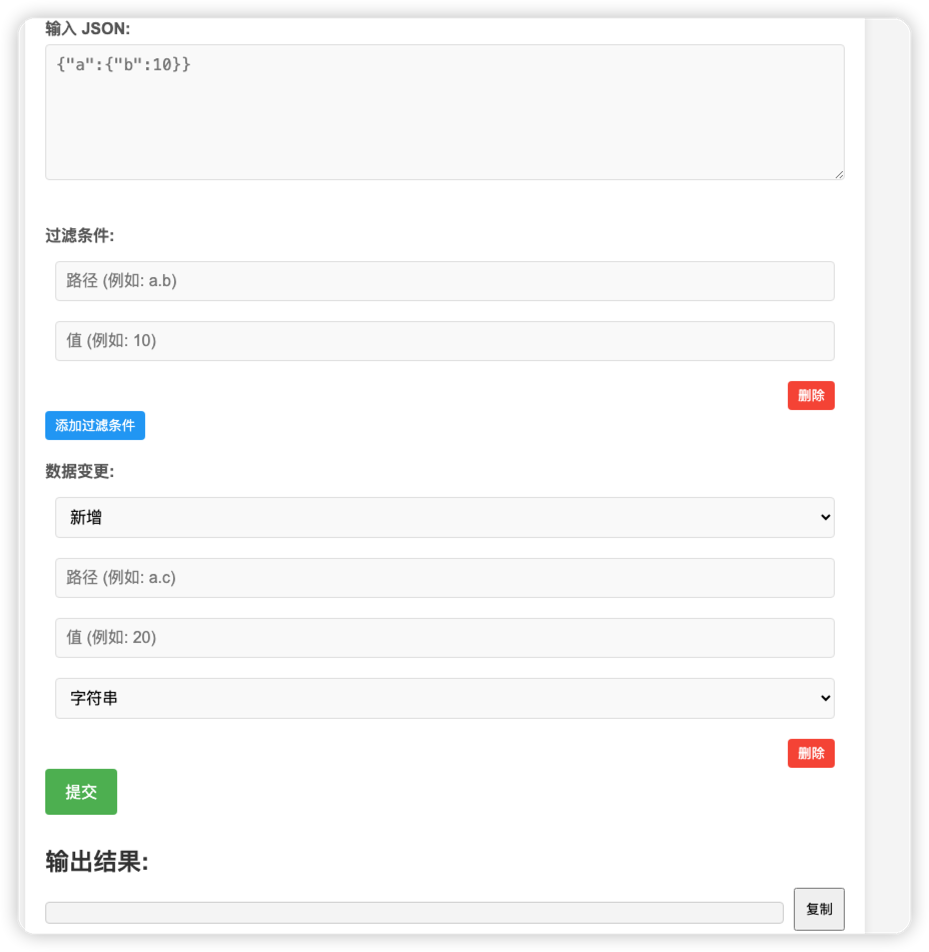 输入 JSON:
{"a":{"b":10}}
过滤条件:
路径 (例如: a.b)
值 (例如: 10)
删除
添加过滤条件
数据变更:
新增
路径 (例如: a.c)
值 (例如: 20)
字符串
删除
提交
输出结果:
复制